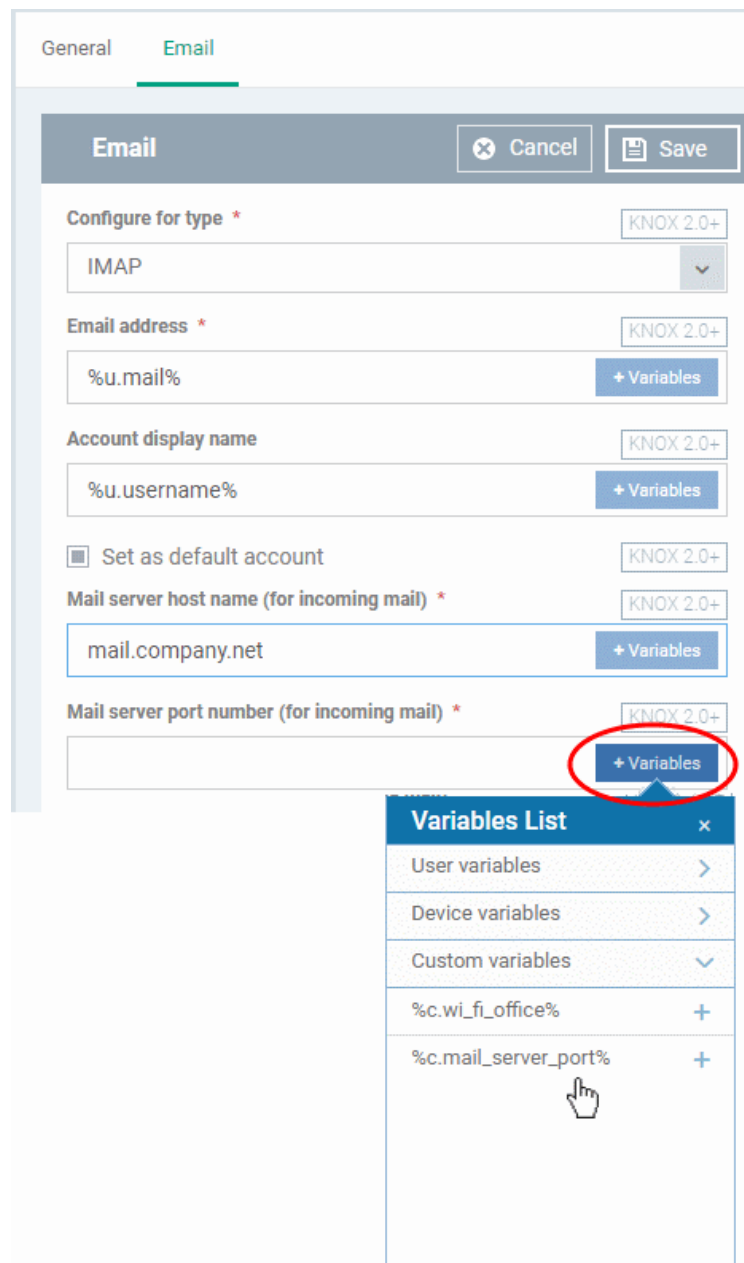 General Email
Email Cancel Save
Configure for type * KNOX 2.0+
IMAP
Email address * KNOX 2.0+
%u.mail% + Variables
Account display name KNOX 2.0+
%u.username% + Variables
Set as default account KNOX 2.0+
Mail server host name (for incoming mail) * KNOX 2.0+
mail.company.net + Variables
Mail server port number (for incoming mail) * KNOX 2.0+
+ Variables
Variables List ×
User variables
Device variables
Custom variables
%c.wi_fi_office% +
%c.mail_server_port% +